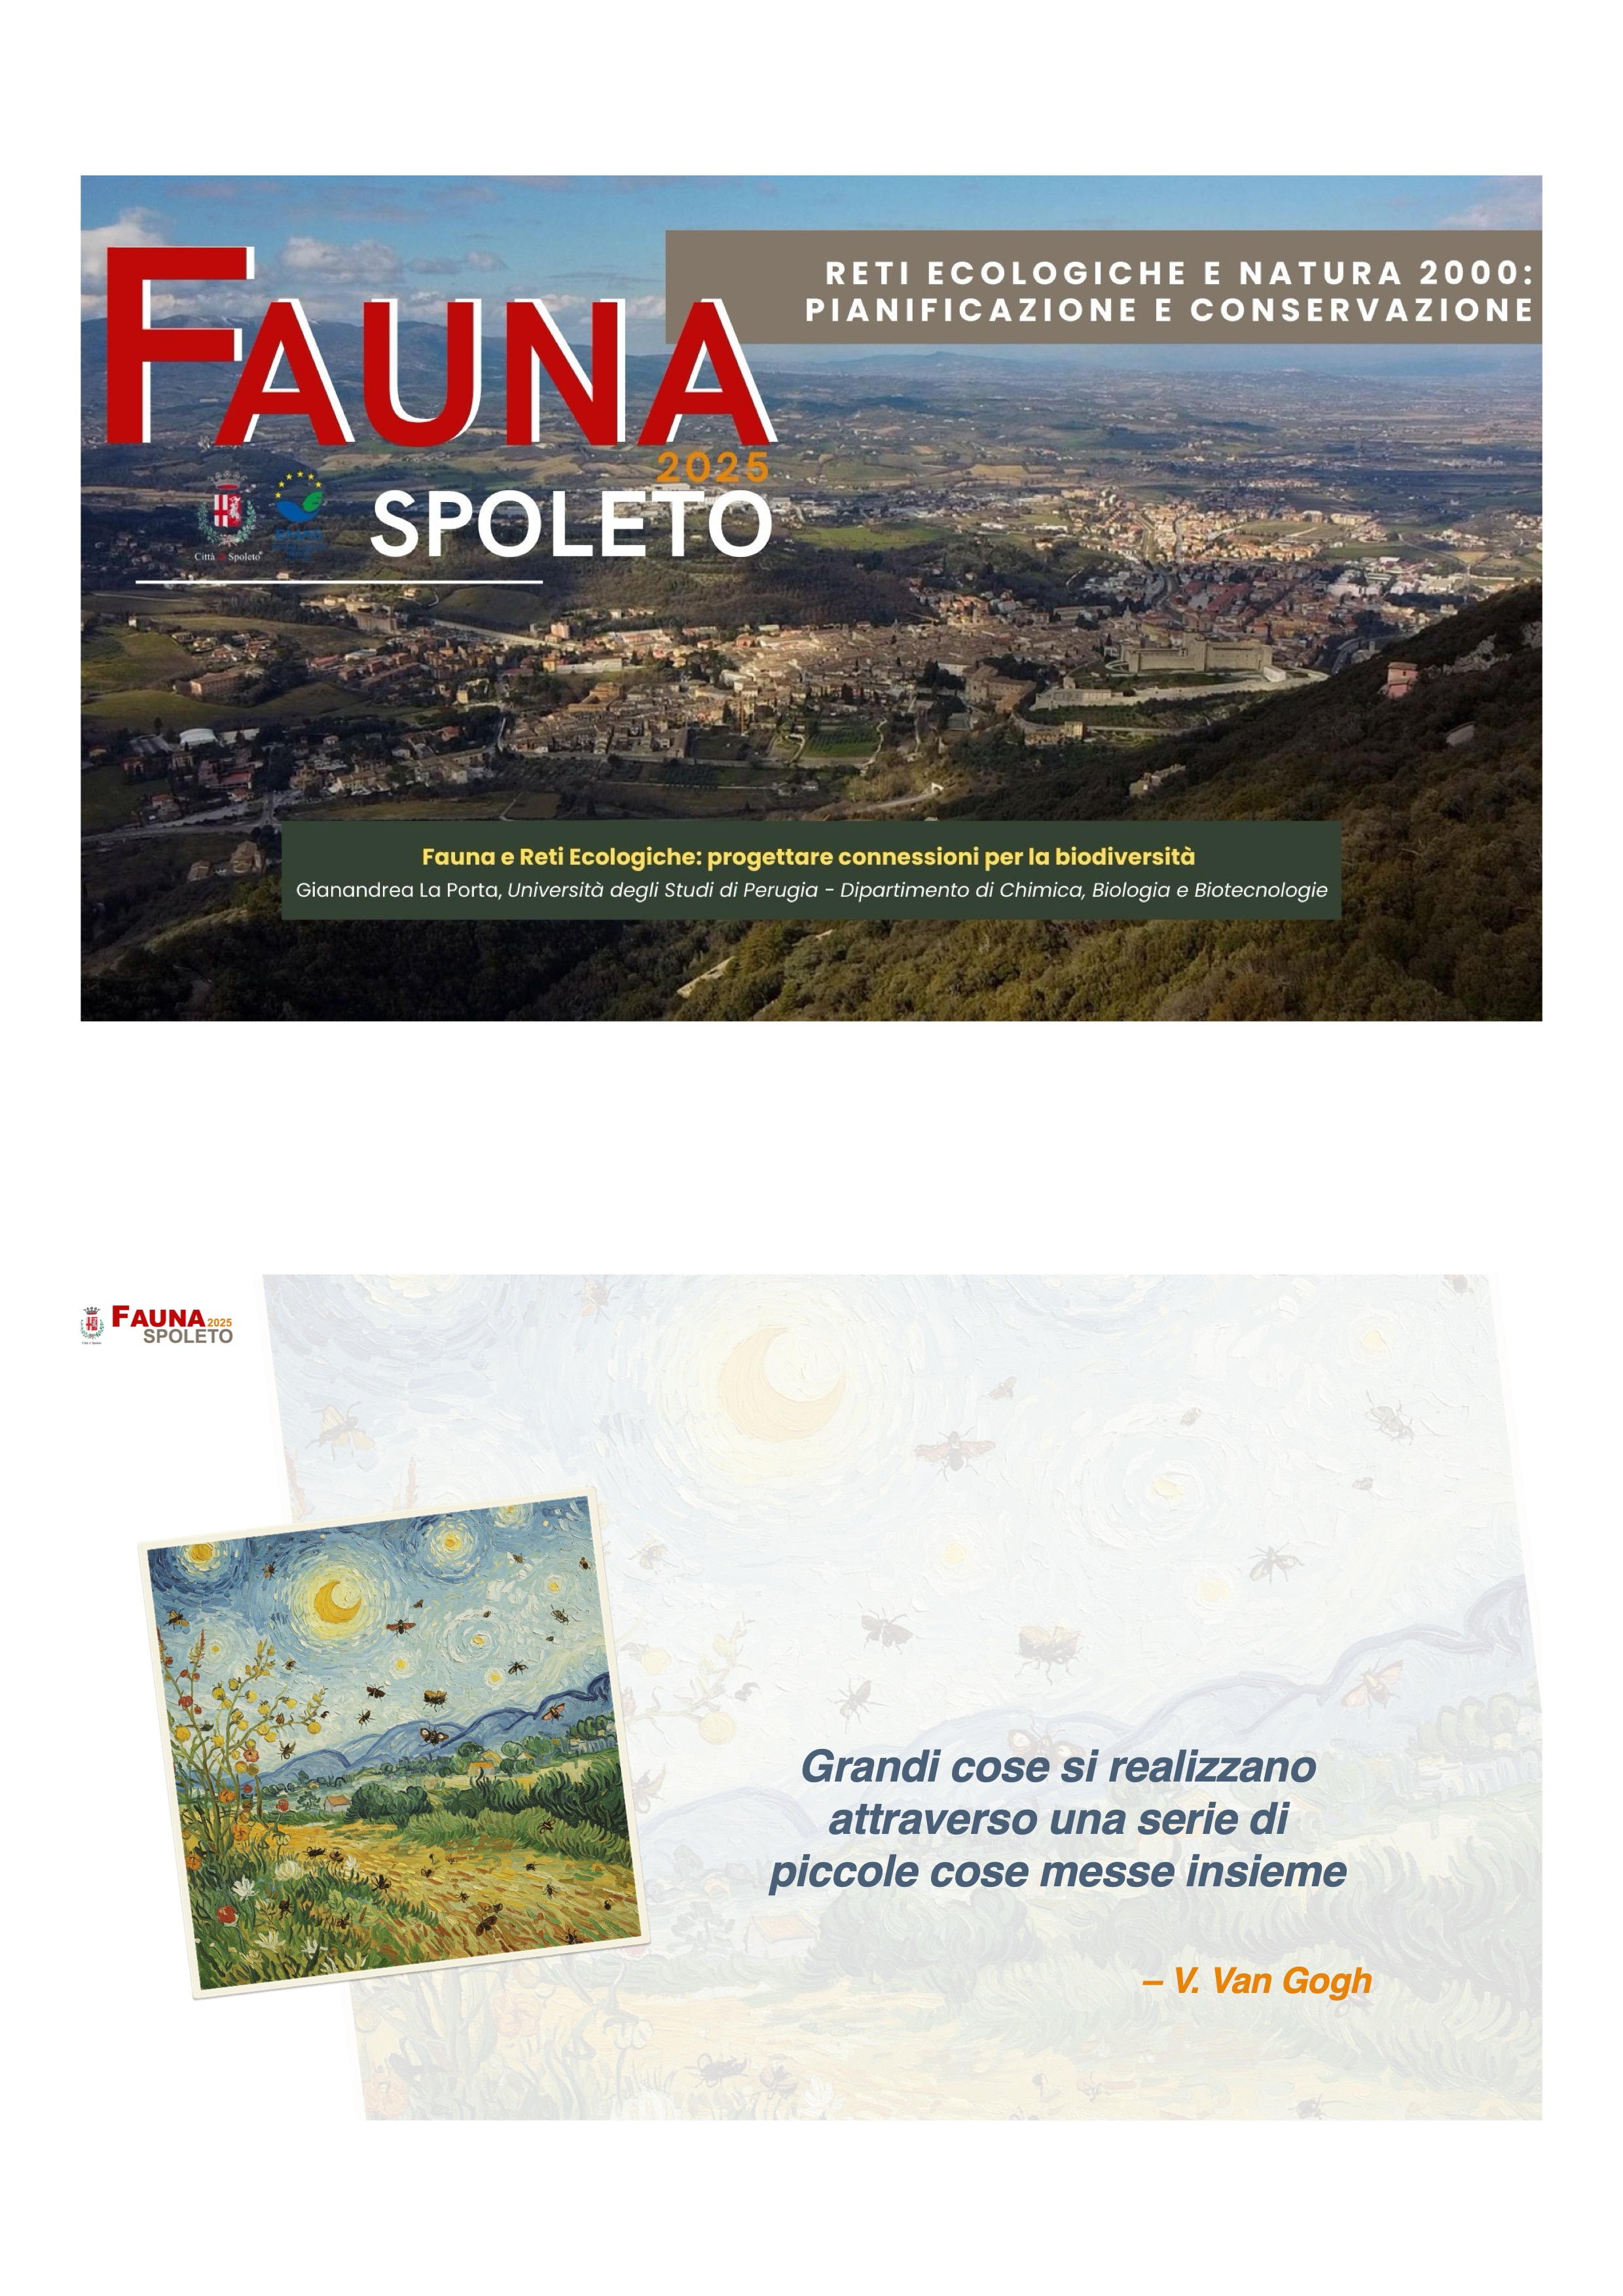 RETI ECOLOGICHE E NATURA 2000:
PIANIFICAZIONE E CONSERVAZIONE
FAUNA
2025
SPOLETO
Città di Spoleto
Fauna e Reti Ecologiche: progettare connessioni per la biodiversità
Gianandrea La Porta, Università degli Studi di Perugia - Dipartimento di Chimica, Biologia e Biotecnologie
FAUNA 2025
SPOLETO
Grandi cose si realizzano
attraverso una serie di
piccole cose messe insieme
– V. Van Gogh